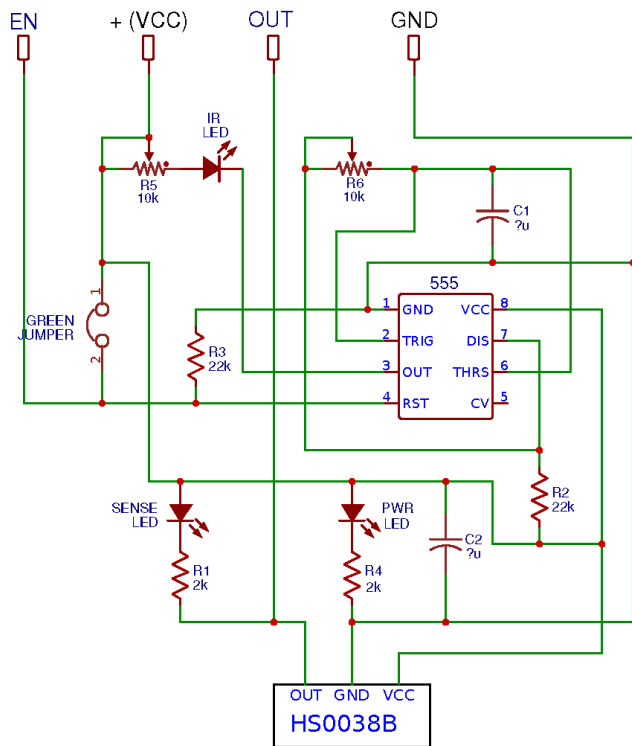 EN
+ (VCC)
OUT
GND
IR
LED
R5
10k
R6
10k
C1
?u
555
1
GND
VCC
8
2
TRIG
DIS
7
3
OUT
THRS
6
4
RST
CV
5
1
GREEN
JUMPER
2
R3
22k
SENSE
LED
PWR
LED
R2
22k
C2
?u
R1
2k
R4
2k
OUT GND VCC
HS0038B